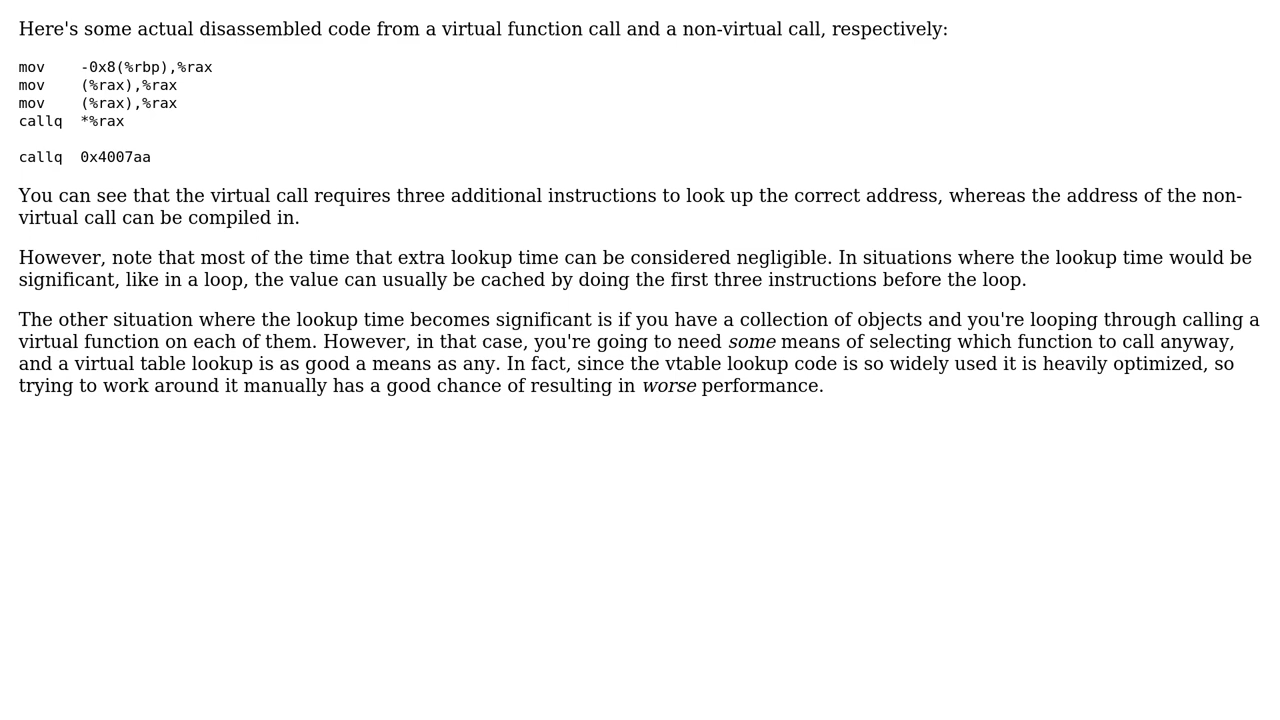 Here's some actual disassembled code from a virtual function call and a non-virtual call, respectively:
mov    -0x8(%rbp),%rax
mov    (%rax),%rax
mov    (%rax),%rax
callq  *%rax
callq  0x4007aa
You can see that the virtual call requires three additional instructions to look up the correct address, whereas the address of the non-
virtual call can be compiled in.
However, note that most of the time that extra lookup time can be considered negligible. In situations where the lookup time would be
significant, like in a loop, the value can usually be cached by doing the first three instructions before the loop.
The other situation where the lookup time becomes significant is if you have a collection of objects and you're looping through calling a
virtual function on each of them. However, in that case, you're going to need some means of selecting which function to call anyway,
and a virtual table lookup is as good a means as any. In fact, since the vtable lookup code is so widely used it is heavily optimized, so
trying to work around it manually has a good chance of resulting in worse performance.